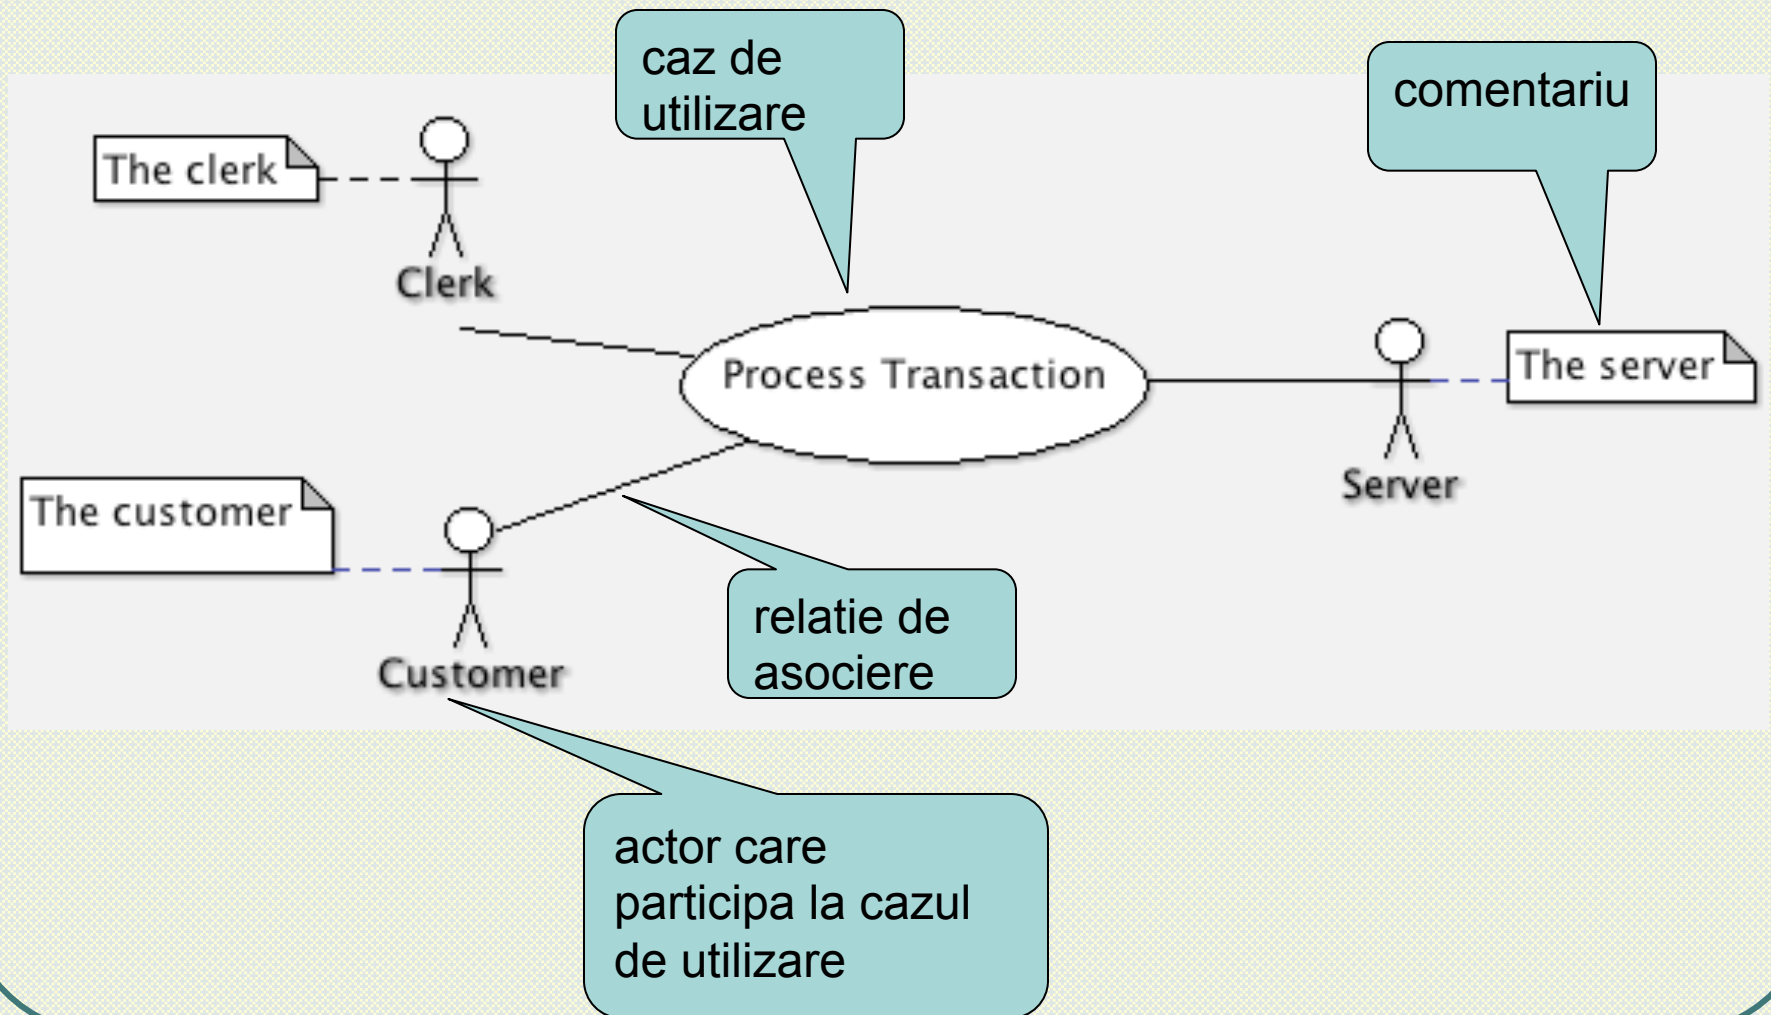 caz de
utilizare
comentariu
The clerk
Clerk
Process Transaction
The server
Server
The customer
Customer
relatie de
asociere
actor care
participa la cazul
de utilizare